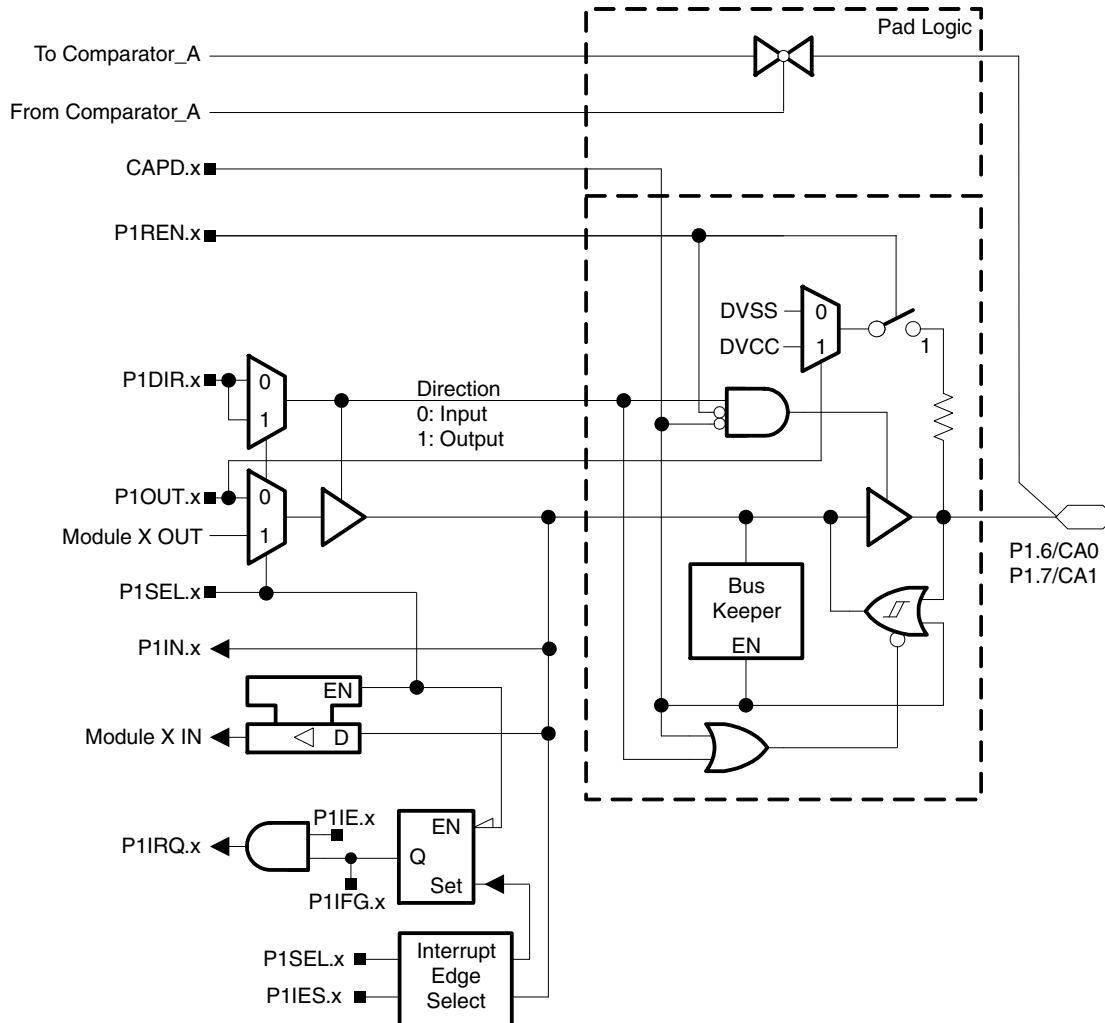 Pad Logic
To Comparator_A
From Comparator_A
CAPD.x
P1REN.x
DVSS
0
DVCC
1
1
P1DIR.x
0
1
Direction
0: Input
1: Output
P1OUT.x
0
Module X OUT
1
P1SEL.x
P1.6/CA0
P1.7/CA1
Bus
Keeper
EN
P1IN.x
EN
Module X IN
D
P1IE.x
EN
P1IRQ.x
Q
Set
P1IFG.x
P1SEL.x
P1IES.x
Interrupt
Edge
Select